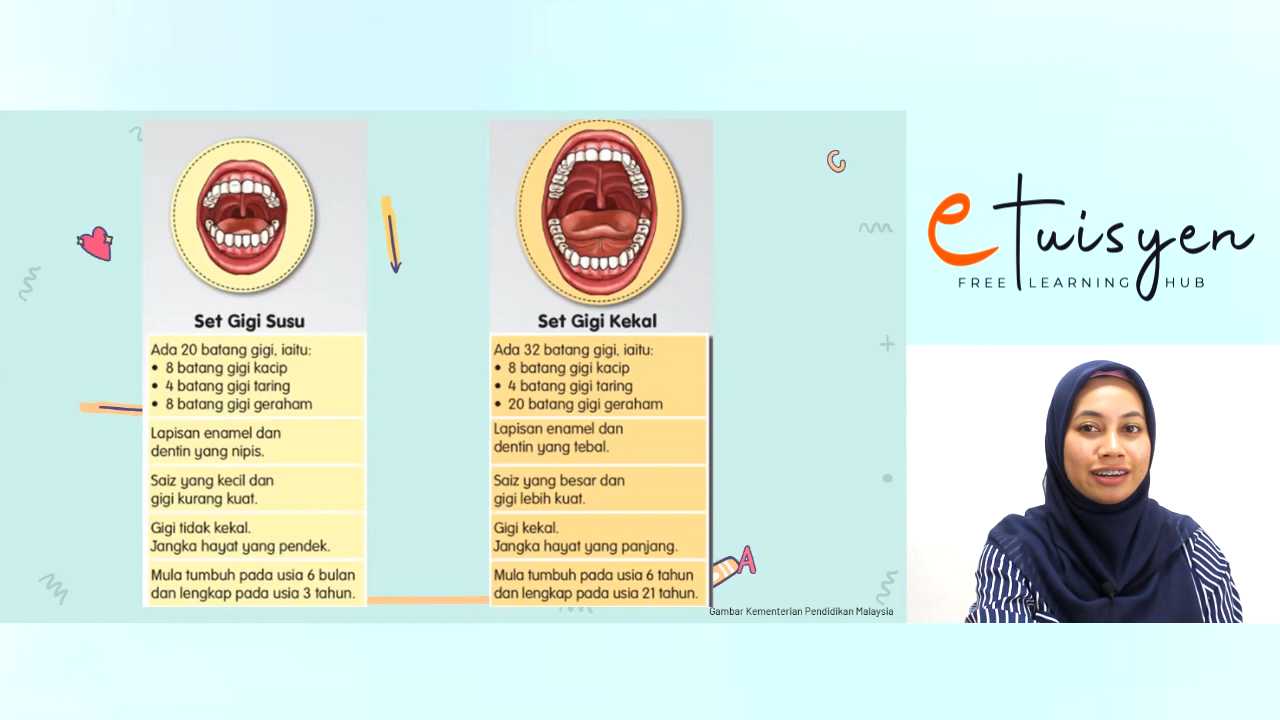 Set Gigi Susu
Ada 20 batang gigi, iaitu:
• 8 batang gigi kacip
• 4 batang gigi taring
• 8 batang gigi geraham
Lapisan enamel dan
dentin yang nipis.
Saiz yang kecil dan
gigi kurang kuat.
Gigi tidak kekal.
Jangka hayat yang pendek.
Mula tumbuh pada usia 6 bulan
dan lengkap pada usia 3 tahun.
Set Gigi Kekal
Ada 32 batang gigi, iaitu:
• 8 batang gigi kacip
• 4 batang gigi taring
• 20 batang gigi geraham
Lapisan enamel dan
dentin yang tebal.
Saiz yang besar dan
gigi lebih kuat.
Gigi kekal.
Jangka hayat yang panjang.
Mula tumbuh pada usia 6 tahun
dan lengkap pada usia 21 tahun.
A
Gambar Kementerian Pendidikan Malaysia
eTuisyen
FREE LEARNING HUB